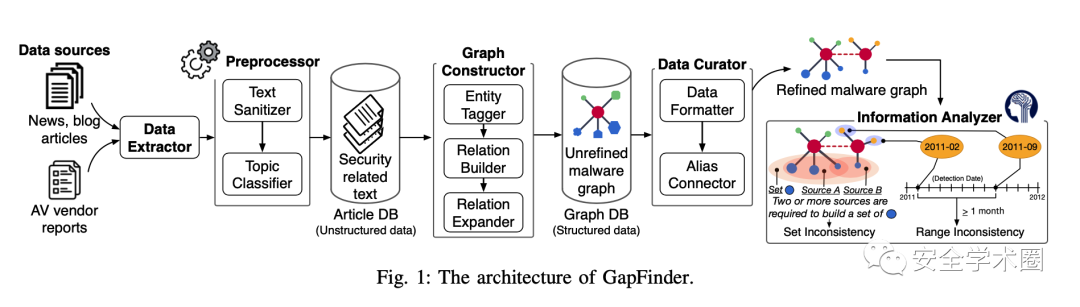 Data sources
News, blog
articles
AV vendor
reports
Data
Extractor
Preprocessor
Text
Sanitizer
Topic
Classifier
Security
related
text
Article DB
(Unstructured data)
Graph
Constructor
Entity
Tagger
Relation
Builder
Relation
Expander
Unrefined
malware
graph
Graph DB
(Structured data)
Data Curator
Data
Formatter
Alias
Connector
Refined malware graph
Information Analyzer
2011-02
2011-09
(Detection Date)
2011
2012
≥ 1 month
Set
Source A
Source B
Two or more sources are
required to build a set of
Set Inconsistency
Range Inconsistency
安全学术圈
Fig. 1: The architecture of GapFinder.